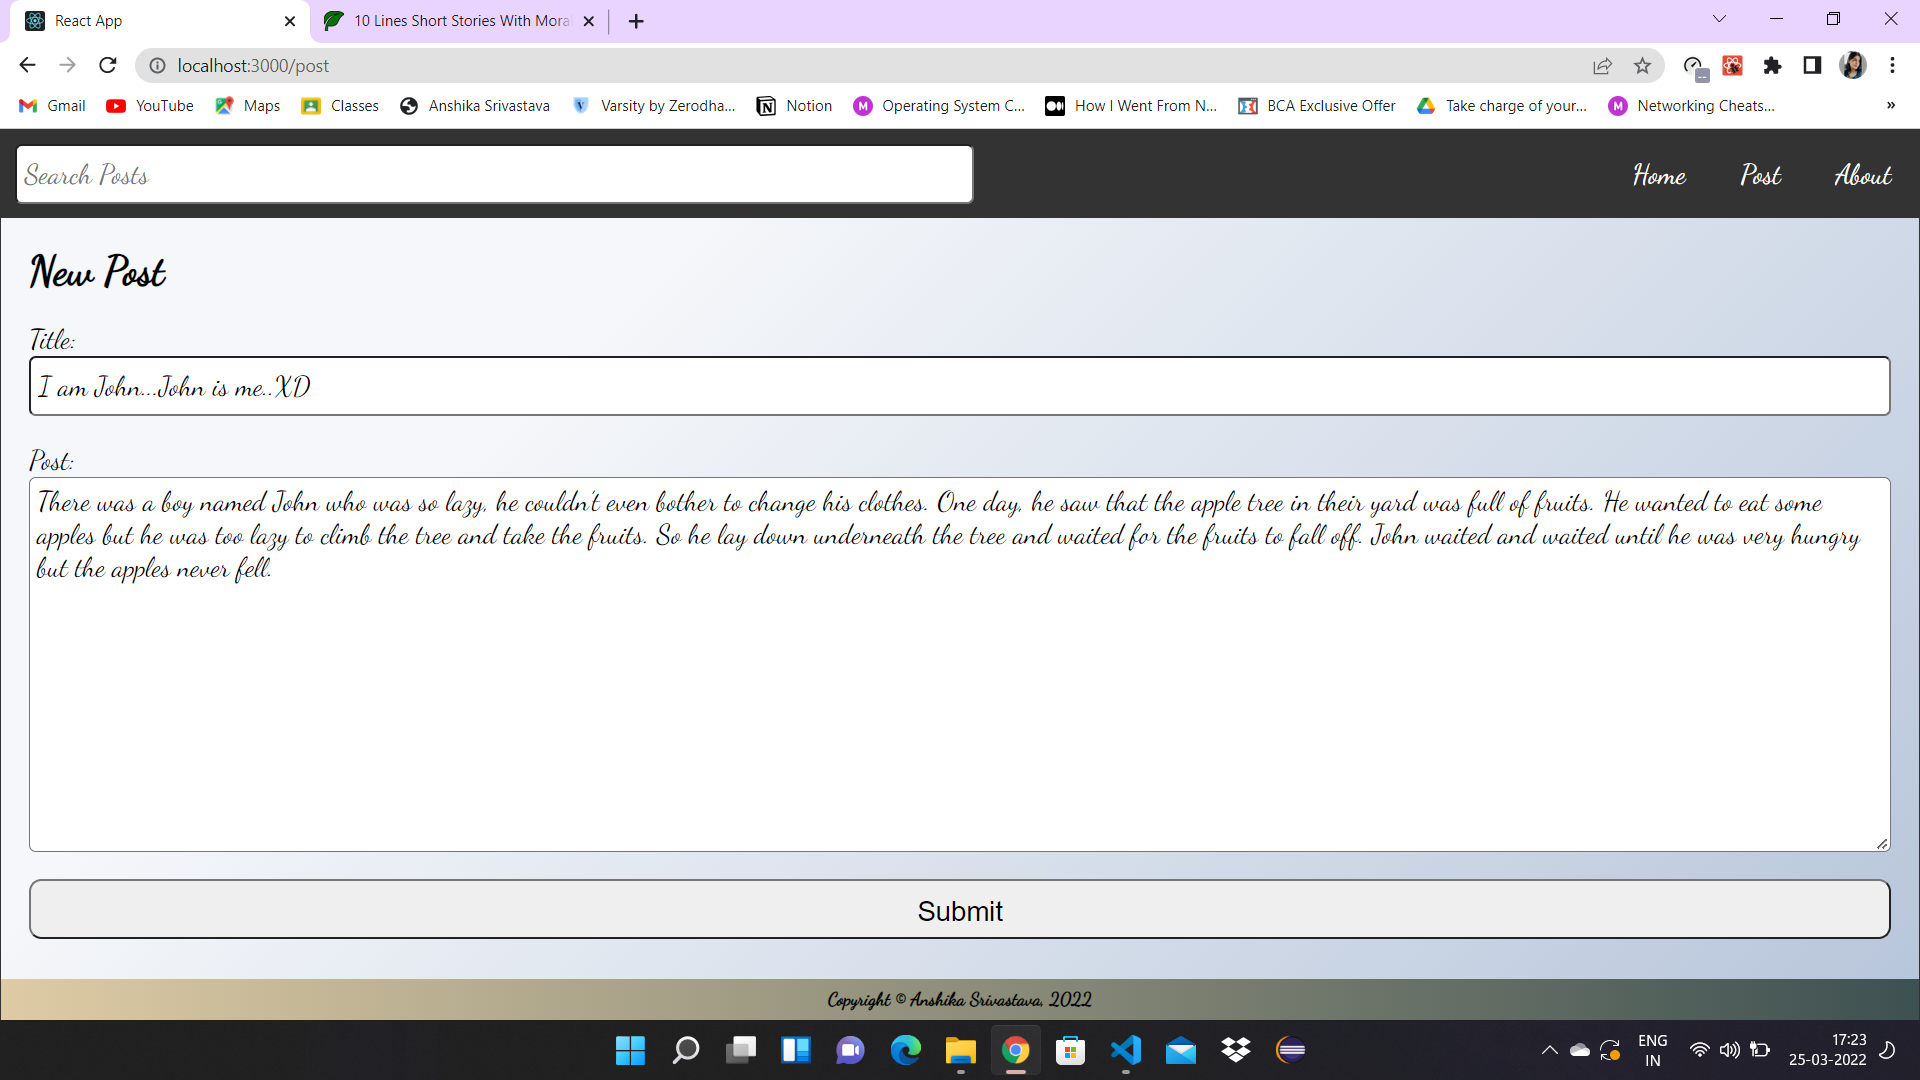 React App
10 Lines Short Stories With Mora
localhost:3000/post
Gmail YouTube Maps Classes Anshika Srivastava Varsity by Zerodha... Notion Operating System C... How I Went From N... BCA Exclusive Offer Take charge of your... Networking Cheats... »
Search Posts
Home Post About
New Post
Title:
I am John...John is me..XD
Post:
There was a boy named John who was so lazy, he couldn't even bother to change his clothes. One day, he saw that the apple tree in their yard was full of fruits. He wanted to eat some
apples but he was too lazy to climb the tree and take the fruits. So he lay down underneath the tree and waited for the fruits to fall off. John waited and waited until he was very hungry
but the apples never fell.
Submit
Copyright © Anshika Srivastava, 2022
ENG
IN
17:23
25-03-2022